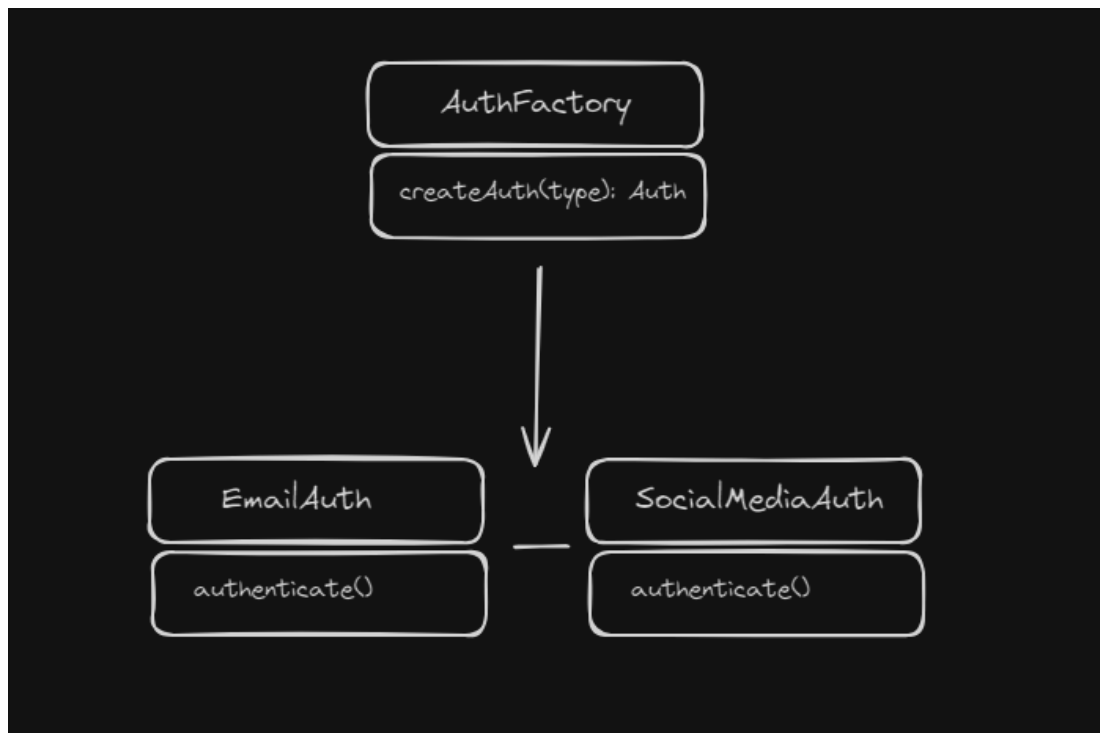 AuthFactory
createAuth(type): Auth
EmailAuth
SocialMediaAuth
authenticate()
authenticate()